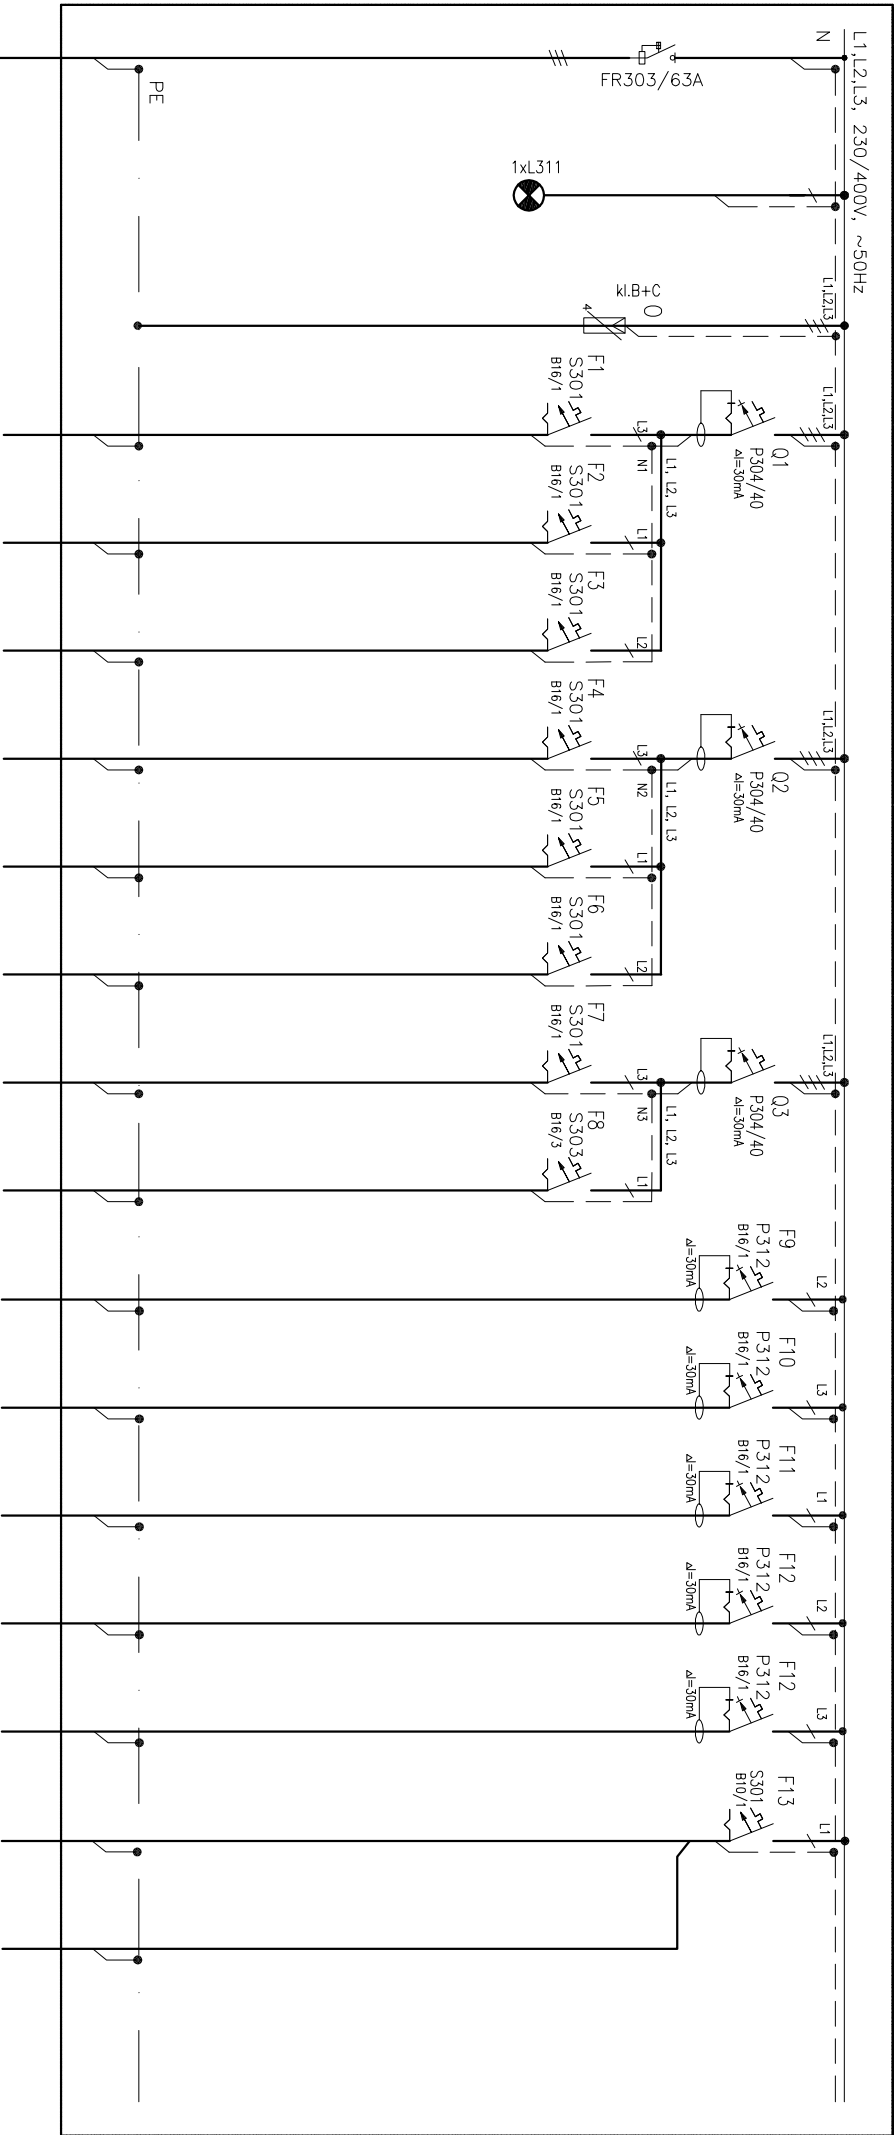 L1,L2,L3, 230/400V, ~50Hz
N
FR303/63A
PE
1xL311
L1,L2,L3
kl.B+C
O
4
L1,L2,L3
Q1
P304/40
ΔI=30mA
L1, L2, L3
N1
L3
F1
S301
B16/1
L1
F2
S301
B16/1
L2
F3
S301
B16/1
L1,L2,L3
Q2
P304/40
ΔI=30mA
L1, L2, L3
N2
L3
F4
S301
B16/1
L1
F5
S301
B16/1
L2
F6
S301
B16/1
L1,L2,L3
Q3
P304/40
ΔI=30mA
L1, L2, L3
N3
L3
F7
S301
B16/1
L1
F8
S303
B16/3
L2
F9
P312
B16/1
ΔI=30mA
L3
F10
P312
B16/1
ΔI=30mA
L1
F11
P312
B16/1
ΔI=30mA
L2
F12
P312
B16/1
ΔI=30mA
L3
F12
P312
B16/1
ΔI=30mA
L1
F13
S301
B10/1